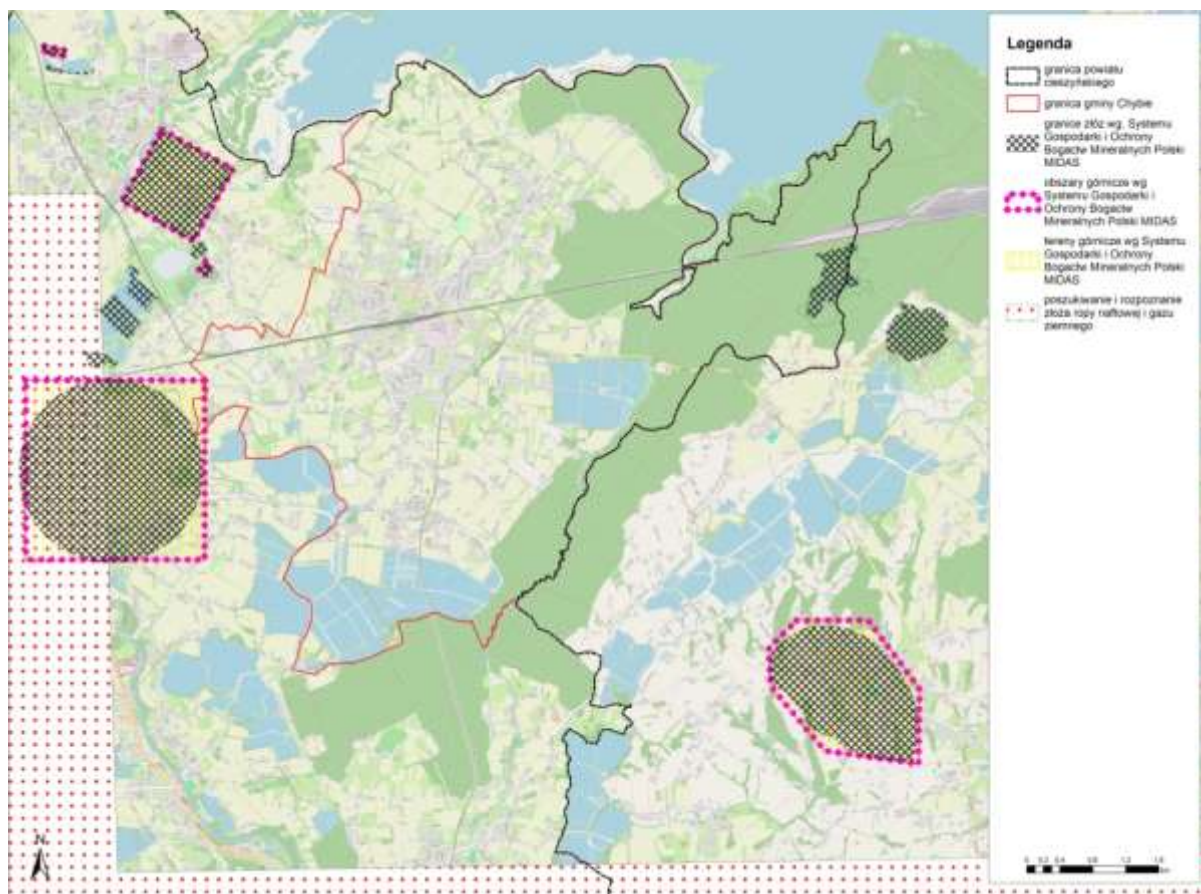 Legenda
granica powiatu
cieszyńskiego
granica gminy Chybie
granice złóż wg. Systemu
Gospodarki i Ochrony
Bogactw Mineralnych Polski
MIDAS
obszary górnicze wg
Systemu Gospodarki i
Ochrony Bogactw
Mineralnych Polski MIDAS
tereny górnicze wg Systemu
Gospodarki i Ochrony
Bogactw Mineralnych Polski
MIDAS
poszukiwanie i rozpoznanie
złoża ropy naftowej i gazu
ziemnego
N